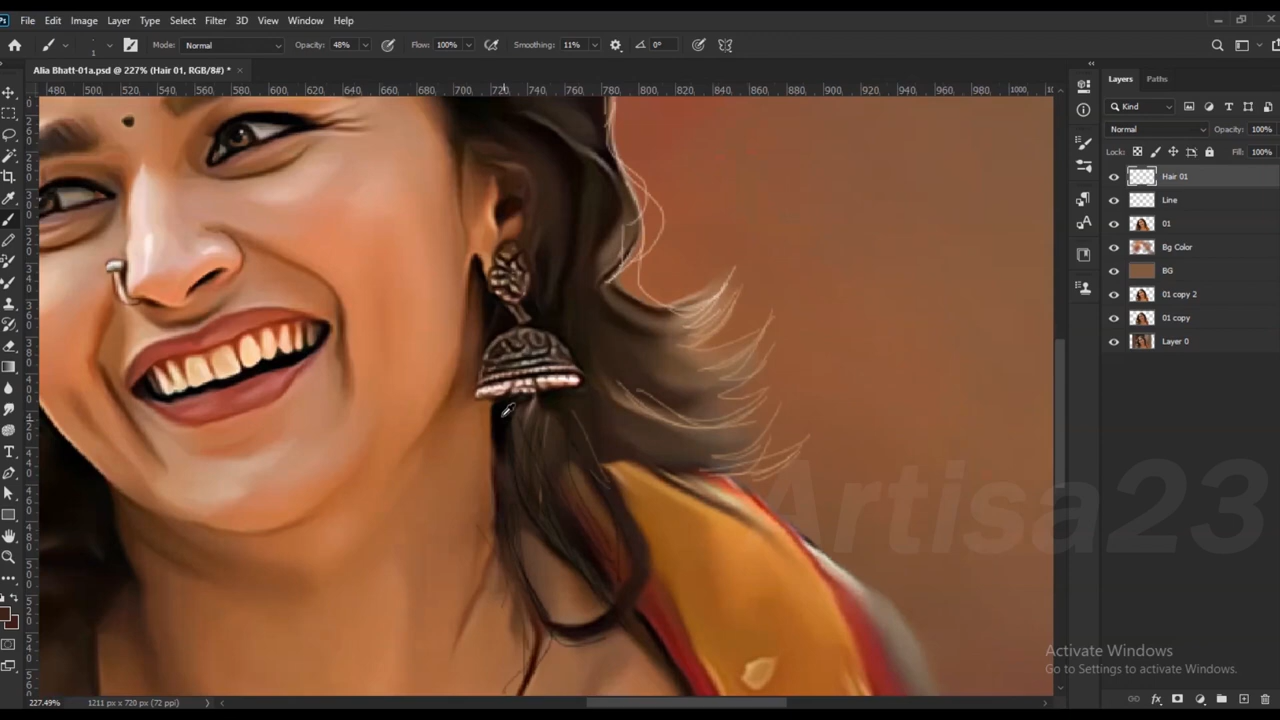 Ps File Edit Image Layer Type Select Filter 3D View Window Help
1 Mode: Normal Opacity: 48% Flow: 100% Smoothing: 11% 0°
Alia Bhatt-01a.psd @ 227% (Hair 01, RGB/8#) * ×
480 500 520 540 560 580 600 620 640 660 680 700 720 740 760 780 800 820 840 860 880 900 920 940 960 980 1000
Layers Paths
Kind
Normal Opacity: 100%
Lock: Fill: 100%
Hair 01
Line
01
Bg Color
BG
01 copy 2
01 copy
Layer 0
Artisa23
Activate Windows
Go to Settings to activate Windows.
227.49% 1211 px x 720 px (72 ppi)